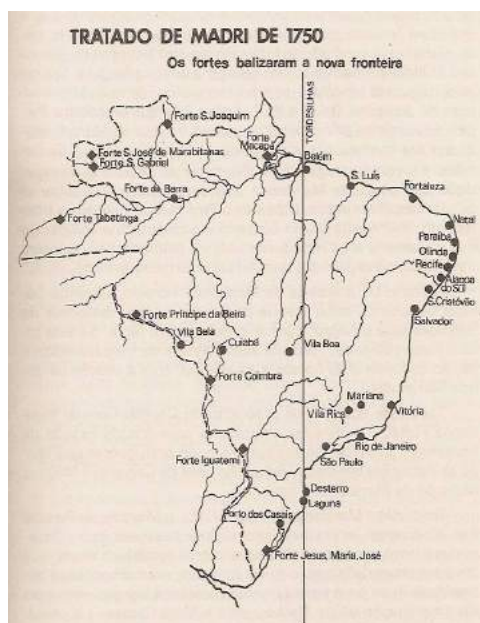 TRATADO DE MADRI DE 1750
Os fortes balizaram a nova fronteira
TORDESILHAS
Forte S. Joaquim
Forte
Macapá
Belém
Forte S. José de Marabitanas
Forte S. Gabriel
S. Luís
Forte da Barra
Fortaleza
Forte Tabatinga
Natal
Paraíba
Olinda
Recife
Alagoa
do Sul
S. Cristóvão
Salvador
Forte Príncipe da Beira
Vila Bela
Cuiabá
Vila Boa
Forte Coimbra
Mariana
Vila Rica
Vitória
Rio de Janeiro
São Paulo
Forte Iguatemi
Desterro
Laguna
Porto dos Casais
Forte Jesus, Maria, José